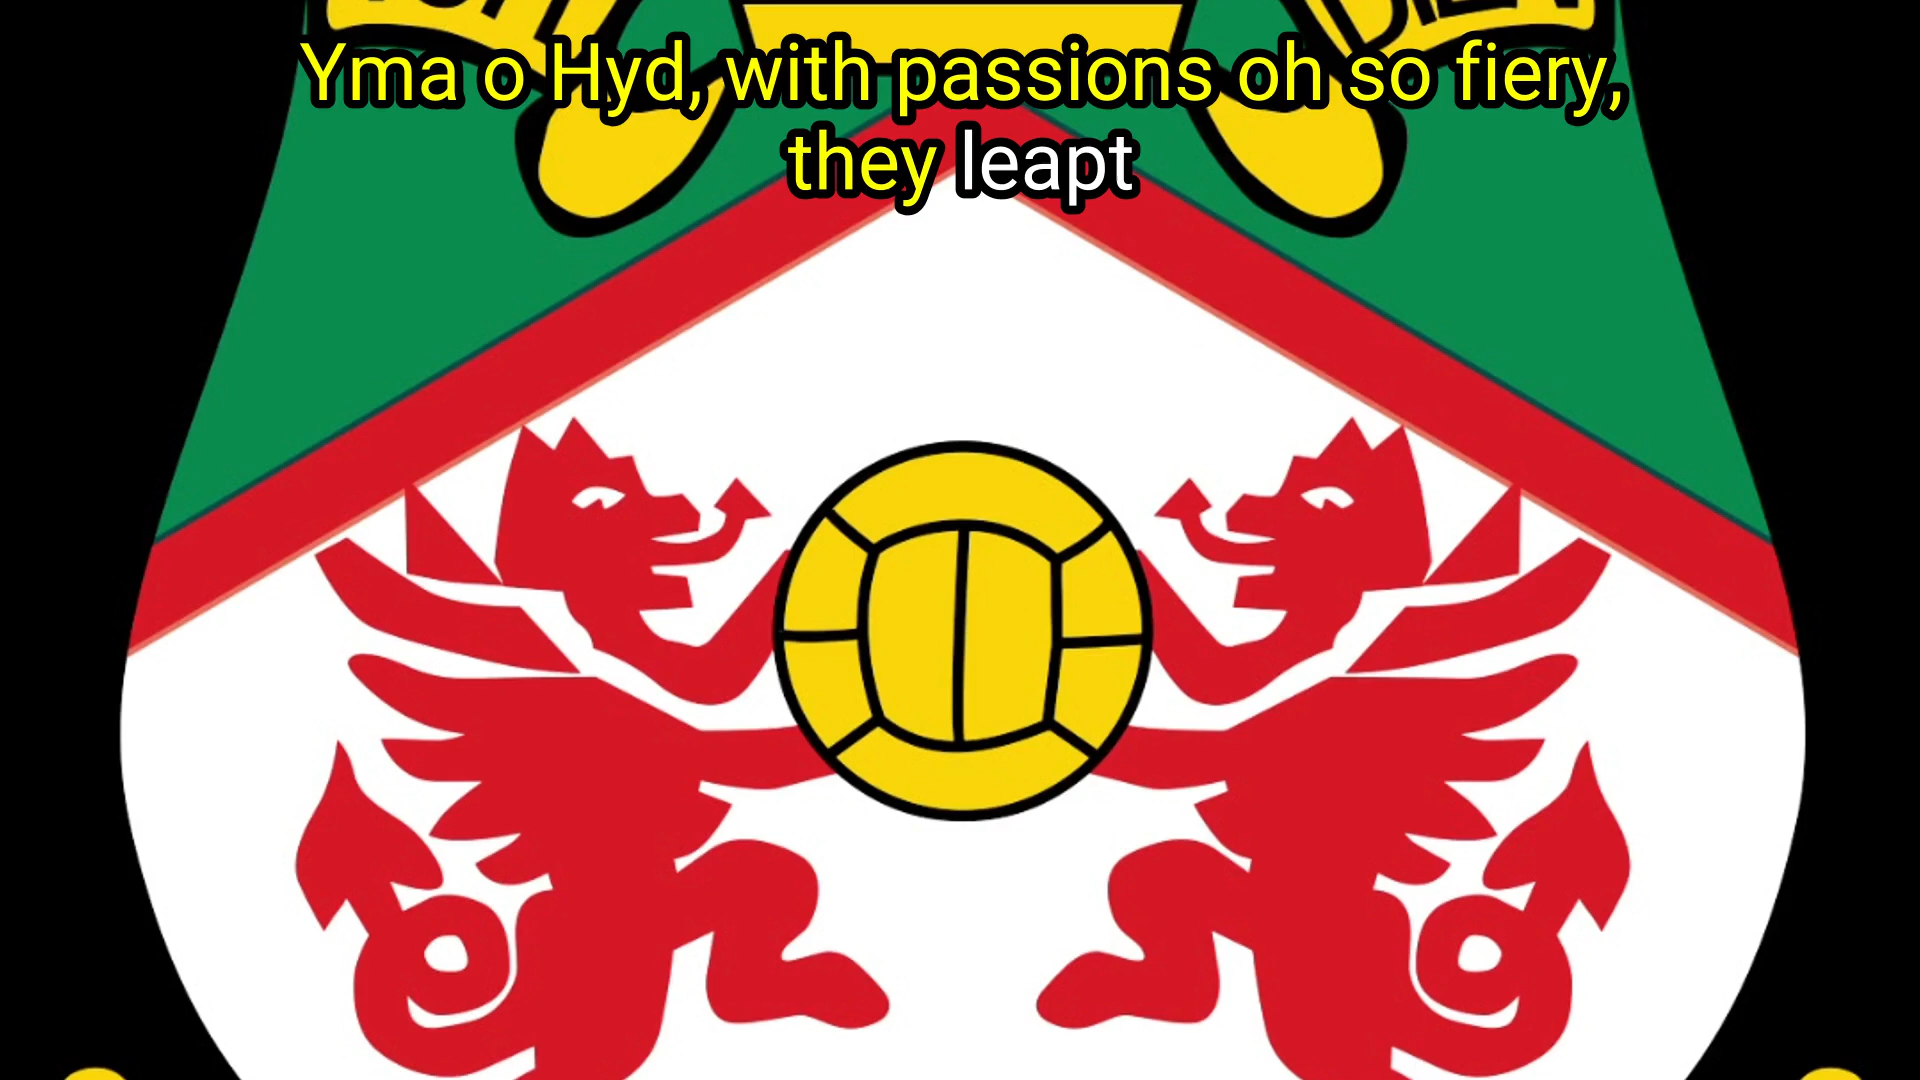 Yma o Hyd, with passions oh so fiery,
they leapt